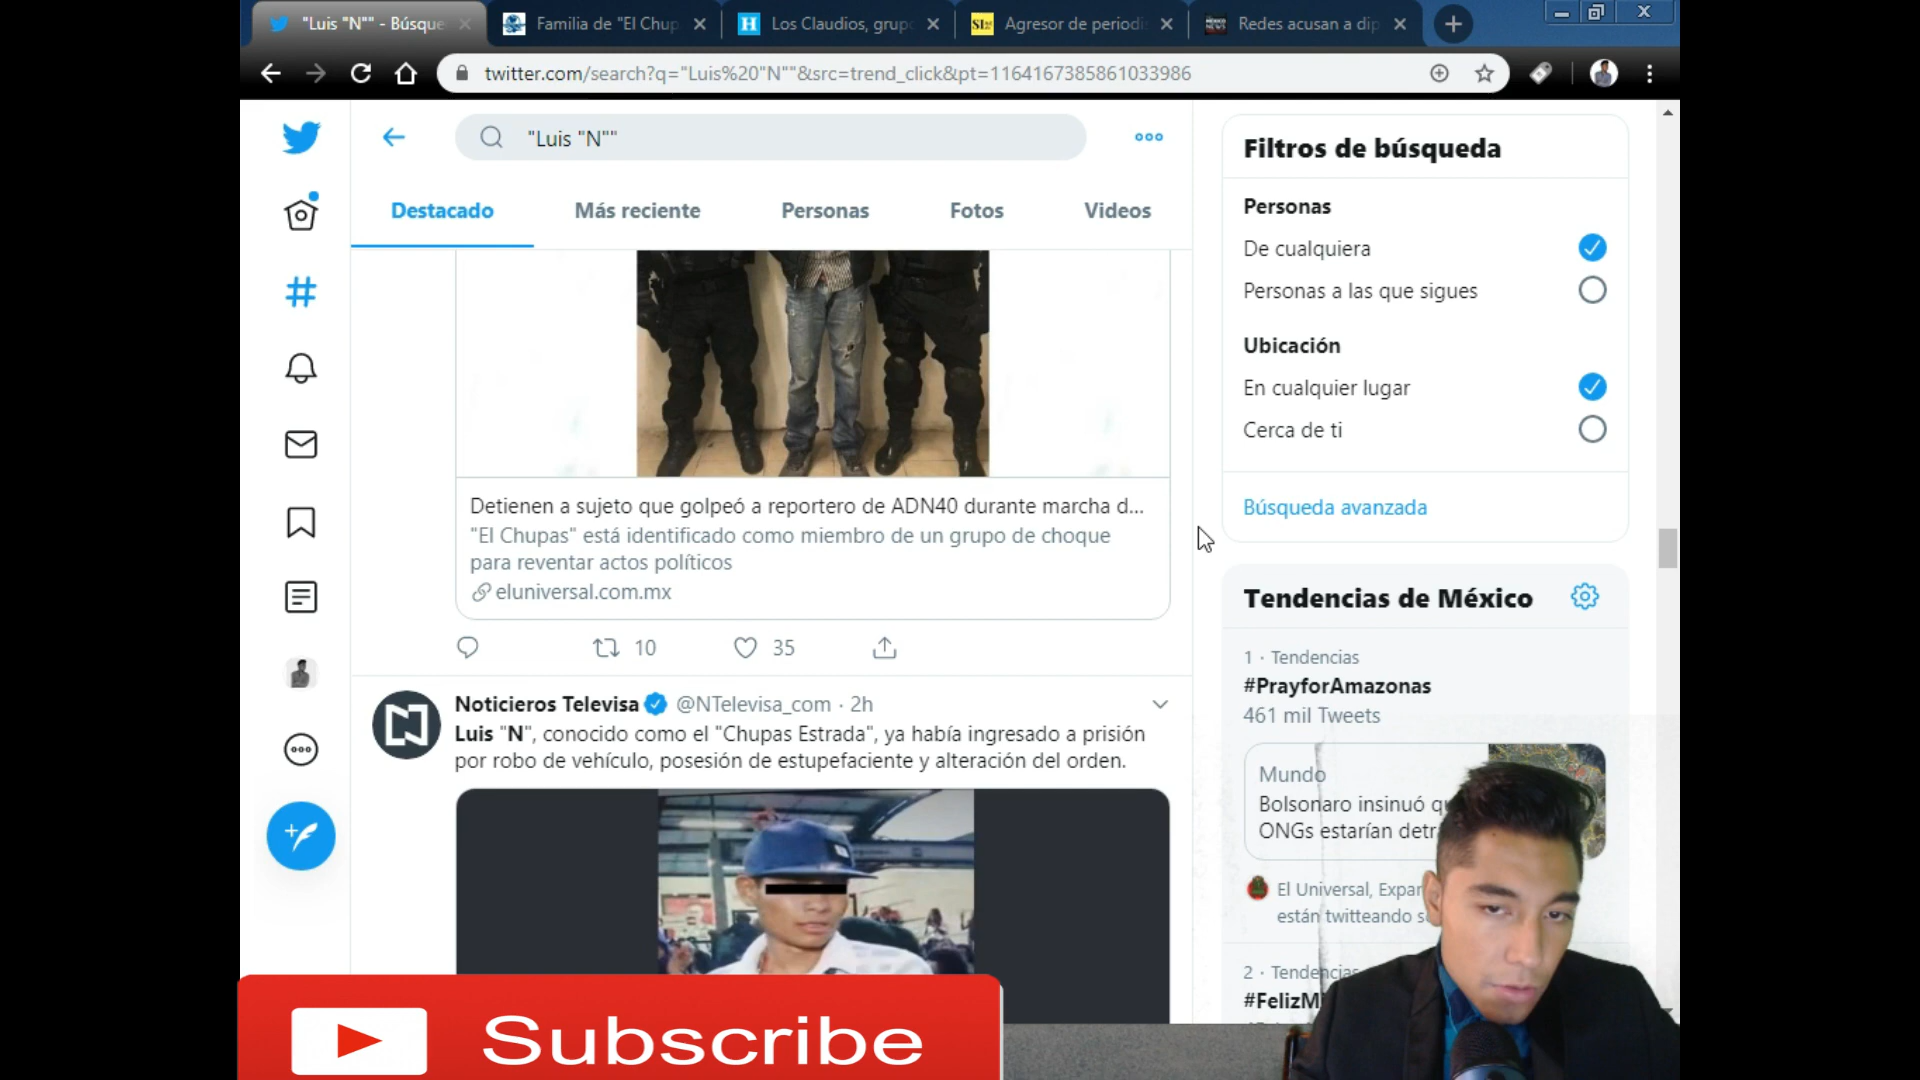 "Luis "N"" - Búsque
Familia de "El Chup
Los Claudios, grupo
Agresor de periodis
Redes acusan a dip
twitter.com/search?q="Luis%20"N""&src=trend_click&pt=1164167385861033986
"Luis "N""
Destacado
Más reciente
Personas
Fotos
Videos
Detienen a sujeto que golpeó a reportero de ADN40 durante marcha d...
"El Chupas" está identificado como miembro de un grupo de choque
para reventar actos políticos
eluniversal.com.mx
10
35
Noticieros Televisa @NTelevisa_com · 2h
Luis "N", conocido como el "Chupas Estrada", ya había ingresado a prisión
por robo de vehículo, posesión de estupefaciente y alteración del orden.
Filtros de búsqueda
Personas
De cualquiera
Personas a las que sigues
Ubicación
En cualquier lugar
Cerca de ti
Búsqueda avanzada
Tendencias de México
1 · Tendencias
#PrayforAmazonas
461 mil Tweets
Mundo
Bolsonaro insinuó qu
ONGs estarían detr
El Universal, Expan
están twitteando s
2 · Tendencias
#FelizMi
Subscribe